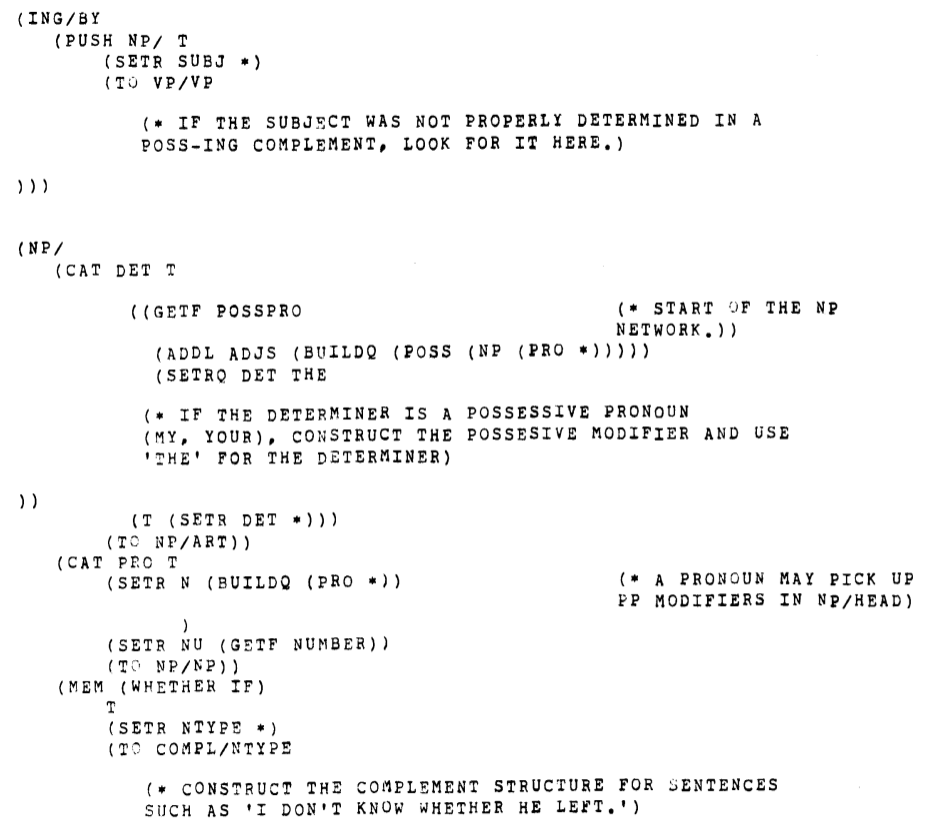 (ING/BY
(PUSH NP/ T
(SETR SUBJ *)
(TO VP/VP
(* IF THE SUBJECT WAS NOT PROPERLY DETERMINED IN A
POSS-ING COMPLEMENT, LOOK FOR IT HERE.)
)))
(NP/
(CAT DET T
((GETF POSSPRO (* START OF THE NP
NETWORK.))
(ADDL ADJS (BUILDQ (POSS (NP (PRO *)))))
(SETRQ DET THE
(* IF THE DETERMINER IS A POSSESSIVE PRONOUN
(MY, YOUR), CONSTRUCT THE POSSESIVE MODIFIER AND USE
'THE' FOR THE DETERMINER)
))
(T (SETR DET *)))
(TO NP/ART))
(CAT PRO T
(SETR N (BUILDQ (PRO *)) (* A PRONOUN MAY PICK UP
PP MODIFIERS IN NP/HEAD)
)
(SETR NU (GETF NUMBER))
(TO NP/NP))
(MEM (WHETHER IF)
T
(SETR NTYPE *)
(TO COMPL/NTYPE
(* CONSTRUCT THE COMPLEMENT STRUCTURE FOR SENTENCES
SUCH AS 'I DON'T KNOW WHETHER HE LEFT.')